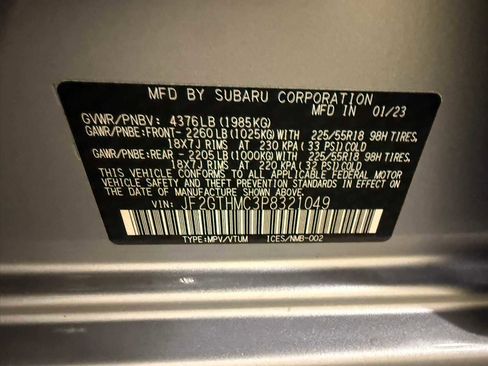 MFD BY SUBARU CORPORATION
MFD IN 01/23
GVWR/PNBV: 4376LB(1985KG)
GAWR/PNBE:FRONT- 2260LB(1025KG)WITH 225/55R18 98H TIRES,
18X7J RIMS AT 230 KPA(33 PSI)COLD
GAWR/PNBE:REAR - 2205LB(1000KG)WITH 225/55R18 98H TIRES,
18X7J RIMS AT 220 KPA(32 PSI)COLD
THIS VEHICLE CONFORMS TO ALL APPLICABLE FEDERAL MOTOR
VEHICLE SAFETY, BUMPER, AND THEFT PREVENTION STANDARDS
IN EFFECT ON THE DATE OF MANUFACTURE SHOWN ABOVE.
VIN: JF2GTHMC3P8321049
TYPE:MPV/VTUM ICES/NMB-002